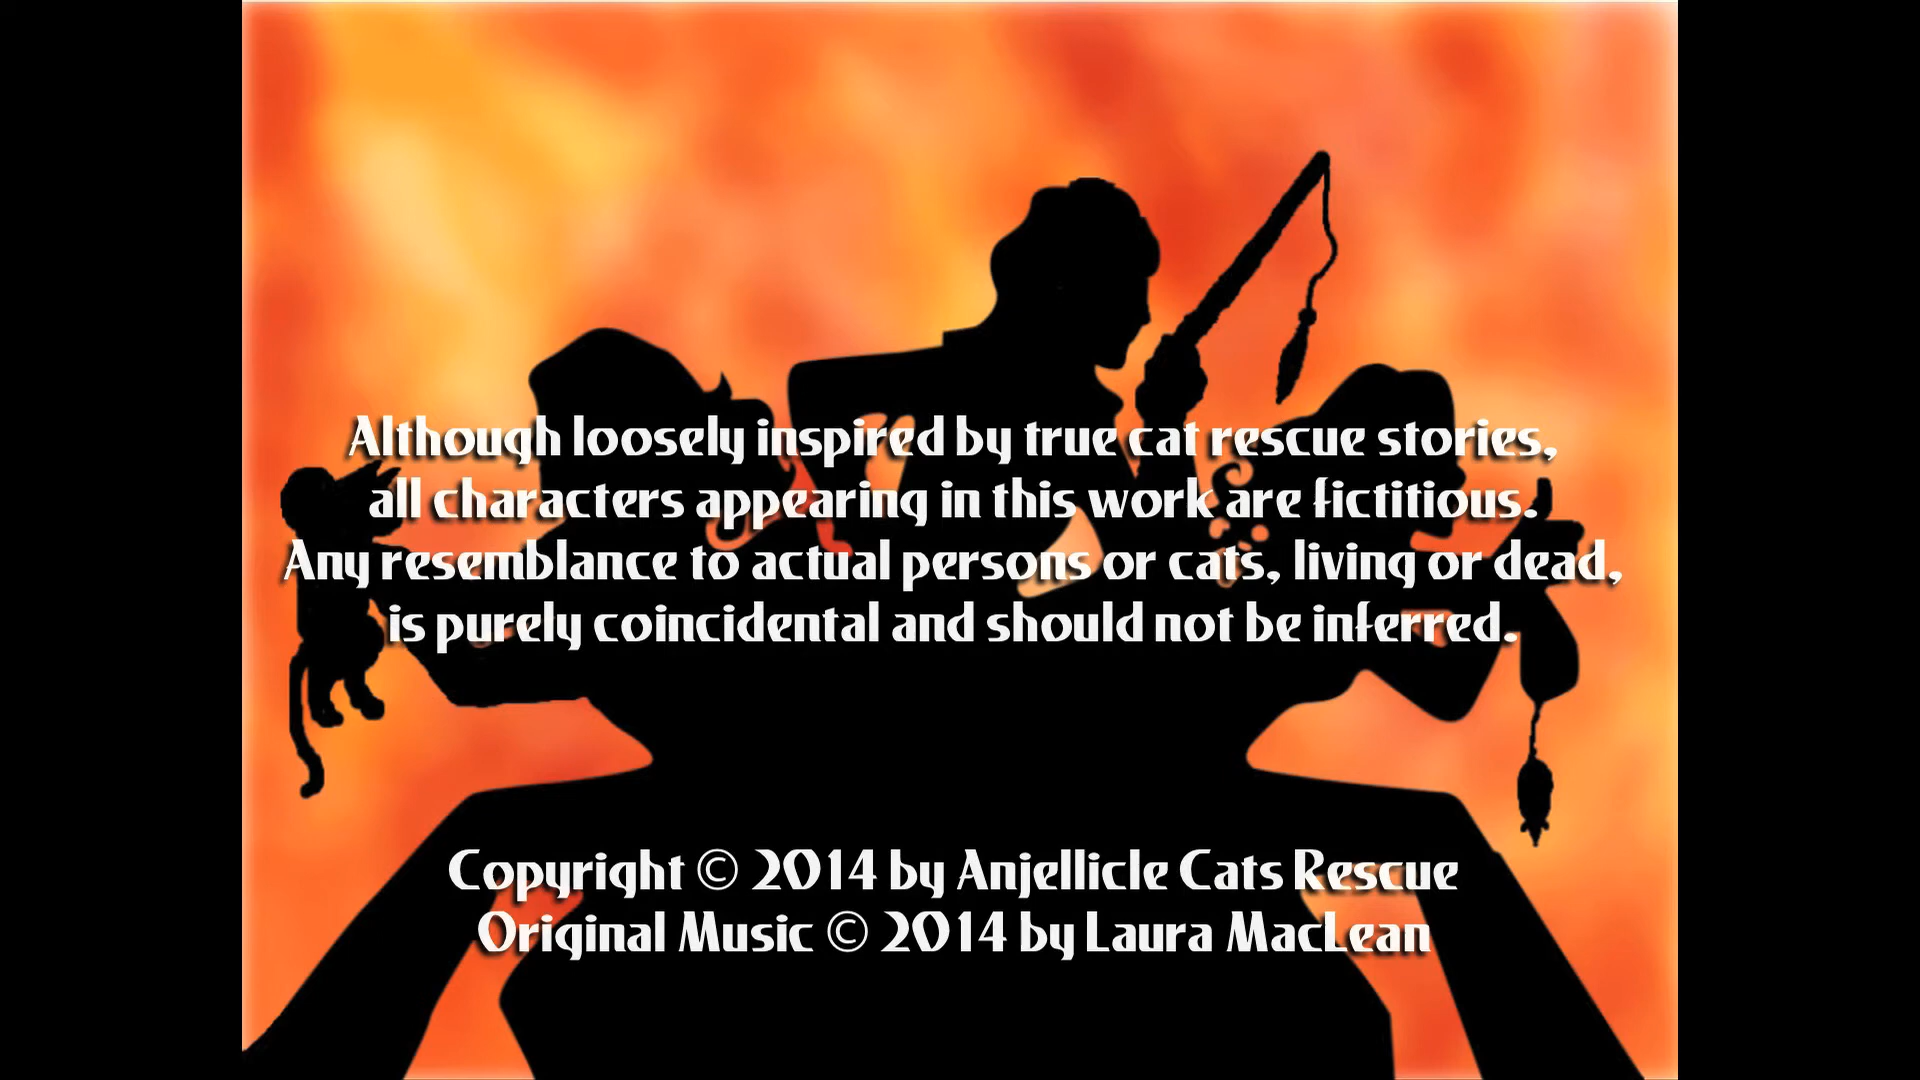 Although loosely inspired by true cat rescue stories,
all characters appearing in this work are fictitious.
Any resemblance to actual persons or cats, living or dead,
is purely coincidental and should not be inferred.
Copyright © 2014 by Anjellicle Cats Rescue
Original Music © 2014 by Laura MacLean